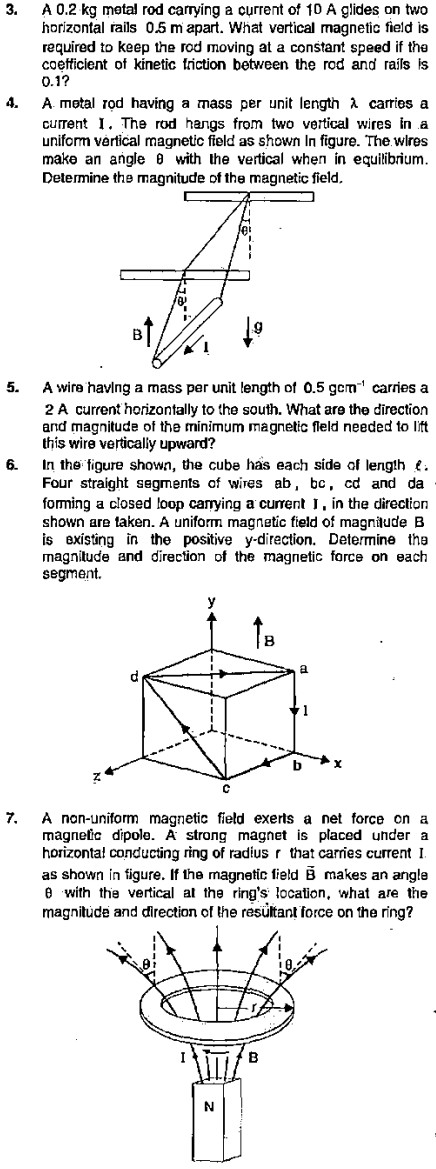 3. A 0.2 kg metal rod carrying a current of 10 A glides on two
horizontal rails 0.5 m apart. What vertical magnetic field is
required to keep the rod moving at a constant speed if the
coefficient of kinetic friction between the rod and rails is
0.1?
4. A metal rod having a mass per unit length λ carries a
current I. The rod hangs from two vertical wires in a
uniform vertical magnetic field as shown in figure. The wires
make an angle θ with the vertical when in equilibrium.
Determine the magnitude of the magnetic field.
θ
θ
B
I
g
5. A wire having a mass per unit length of 0.5 gcm⁻¹ carries a
2 A current horizontally to the south. What are the direction
and magnitude of the minimum magnetic field needed to lift
this wire vertically upward?
6. In the figure shown, the cube has each side of length ℓ.
Four straight segments of wires ab, bc, cd and da
forming a closed loop carrying a current I, in the direction
shown are taken. A uniform magnetic field of magnitude B
is existing in the positive y-direction. Determine the
magnitude and direction of the magnetic force on each
segment.
y
B
d
a
I
b
x
z
c
7. A non-uniform magnetic field exerts a net force on a
magnetic dipole. A strong magnet is placed under a
horizontal conducting ring of radius r that carries current I
as shown in figure. If the magnetic field B⃗ makes an angle
θ with the vertical at the ring's location, what are the
magnitude and direction of the resultant force on the ring?
θ
θ
r
I
B
N